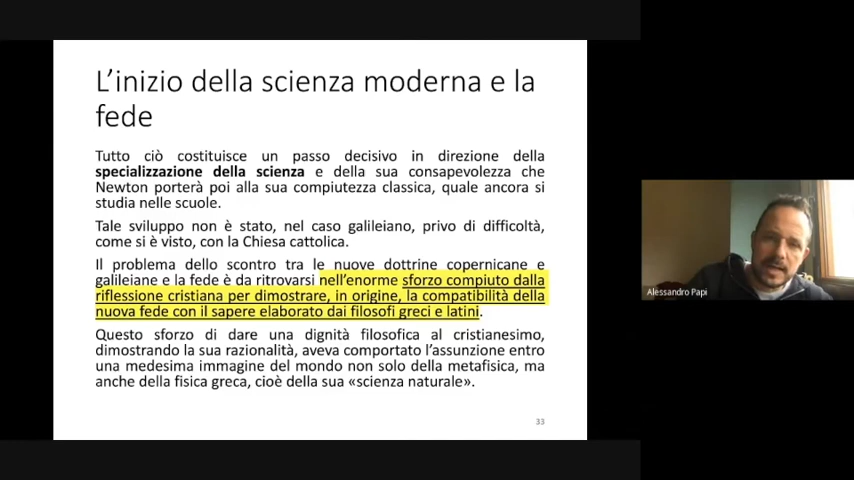 L’inizio della scienza moderna e la
fede
Tutto ciò costituisce un passo decisivo in direzione della
specializzazione della scienza e della sua consapevolezza che
Newton porterà poi alla sua compiutezza classica, quale ancora si
studia nelle scuole.
Tale sviluppo non è stato, nel caso galileiano, privo di difficoltà,
come si è visto, con la Chiesa cattolica.
Il problema dello scontro tra le nuove dottrine copernicane e
galileiane e la fede è da ritrovarsi nell’enorme sforzo compiuto dalla
riflessione cristiana per dimostrare, in origine, la compatibilità della
nuova fede con il sapere elaborato dai filosofi greci e latini.
Questo sforzo di dare una dignità filosofica al cristianesimo,
dimostrando la sua razionalità, aveva comportato l’assunzione entro
una medesima immagine del mondo non solo della metafisica, ma
anche della fisica greca, cioè della sua «scienza naturale».
33
Alessandro Papi